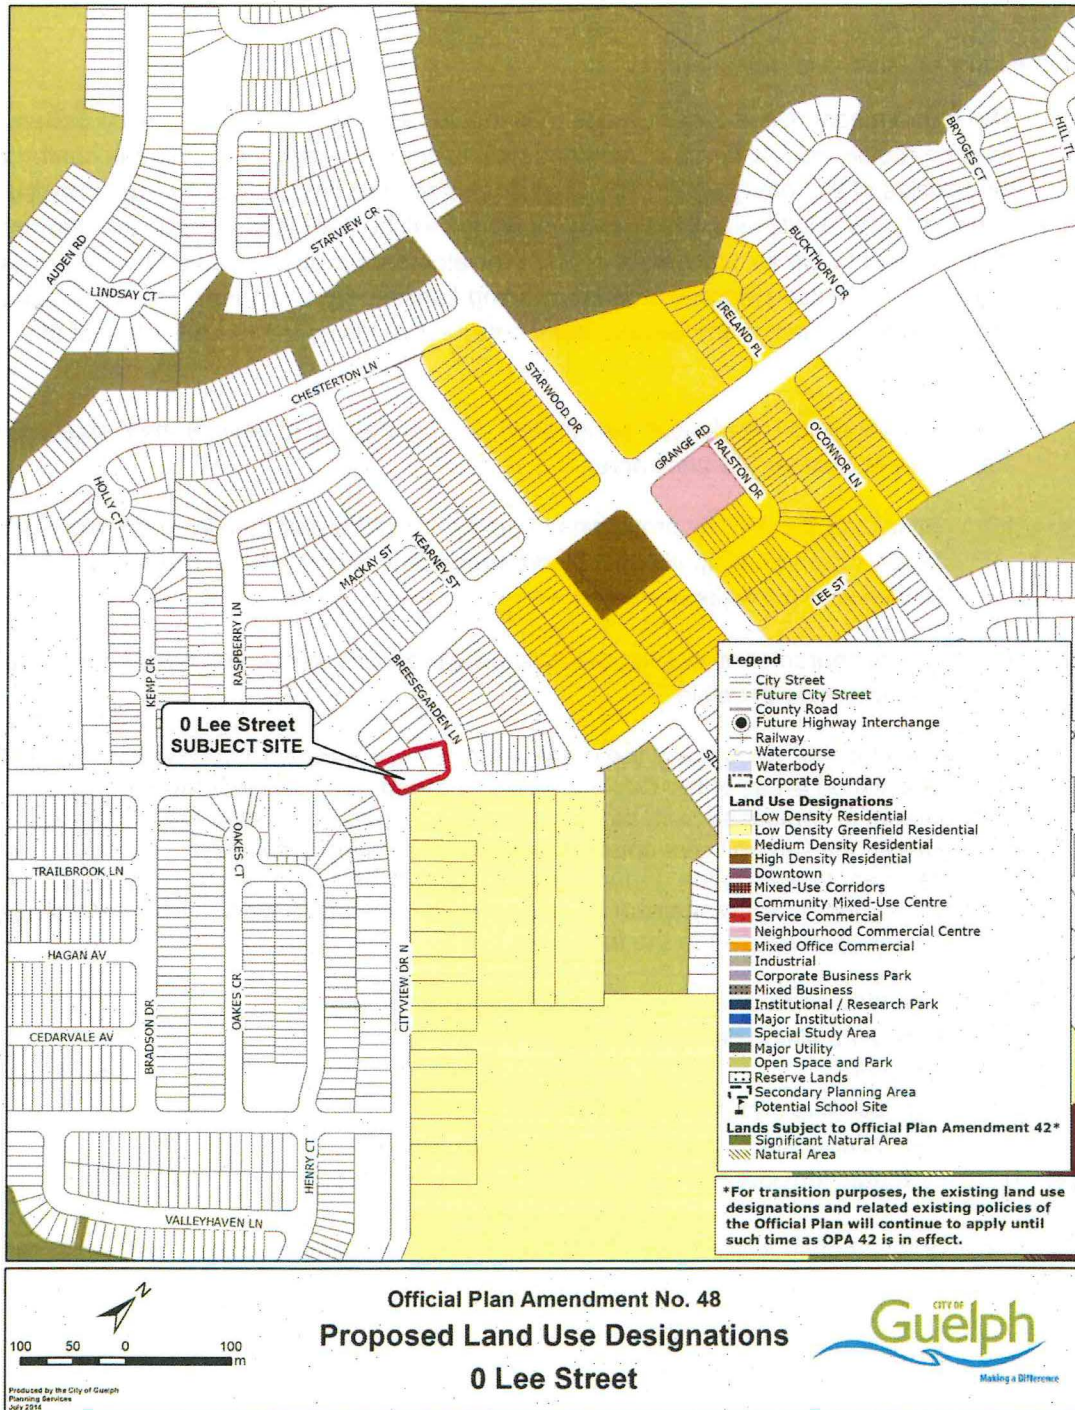 AUDEN RD
LINDSAY CT
STARVIEW CR
CHESTERTON LN
HOLLY CT
STARWOOD DR
BRYDGES CT
HILL TL
BUCKTHORN CR
IRELAND PL
GRANGE RD
RALSTON DR
O'CONNOR LN
LEE ST
KEARNEY ST
MACKAY ST
RASPBERRY LN
KEMP CR
BREESEGARDEN LN
0 Lee Street
SUBJECT SITE
OAKES CT
TRAILBROOK LN
HAGAN AV
CEDARVALE AV
BRADSON DR
OAKES CR
CITYVIEW DR N
HENRY CT
VALLEYHAVEN LN
Legend
City Street
Future City Street
County Road
Future Highway Interchange
Railway
Watercourse
Waterbody
Corporate Boundary
Land Use Designations
Low Density Residential
Low Density Greenfield Residential
Medium Density Residential
High Density Residential
Downtown
Mixed-Use Corridors
Community Mixed-Use Centre
Service Commercial
Neighbourhood Commercial Centre
Mixed Office Commercial
Industrial
Corporate Business Park
Mixed Business
Institutional / Research Park
Major Institutional
Special Study Area
Major Utility
Open Space and Park
Reserve Lands
Secondary Planning Area
Potential School Site
Lands Subject to Official Plan Amendment 42*
Significant Natural Area
Natural Area
*For transition purposes, the existing land use
designations and related existing policies of
the Official Plan will continue to apply until
such time as OPA 42 is in effect.
N
100 50 0 100
m
Produced by the City of Guelph
Planning Services
July 2014
Official Plan Amendment No. 48
Proposed Land Use Designations
0 Lee Street
CITY OF
Guelph
Making a Difference